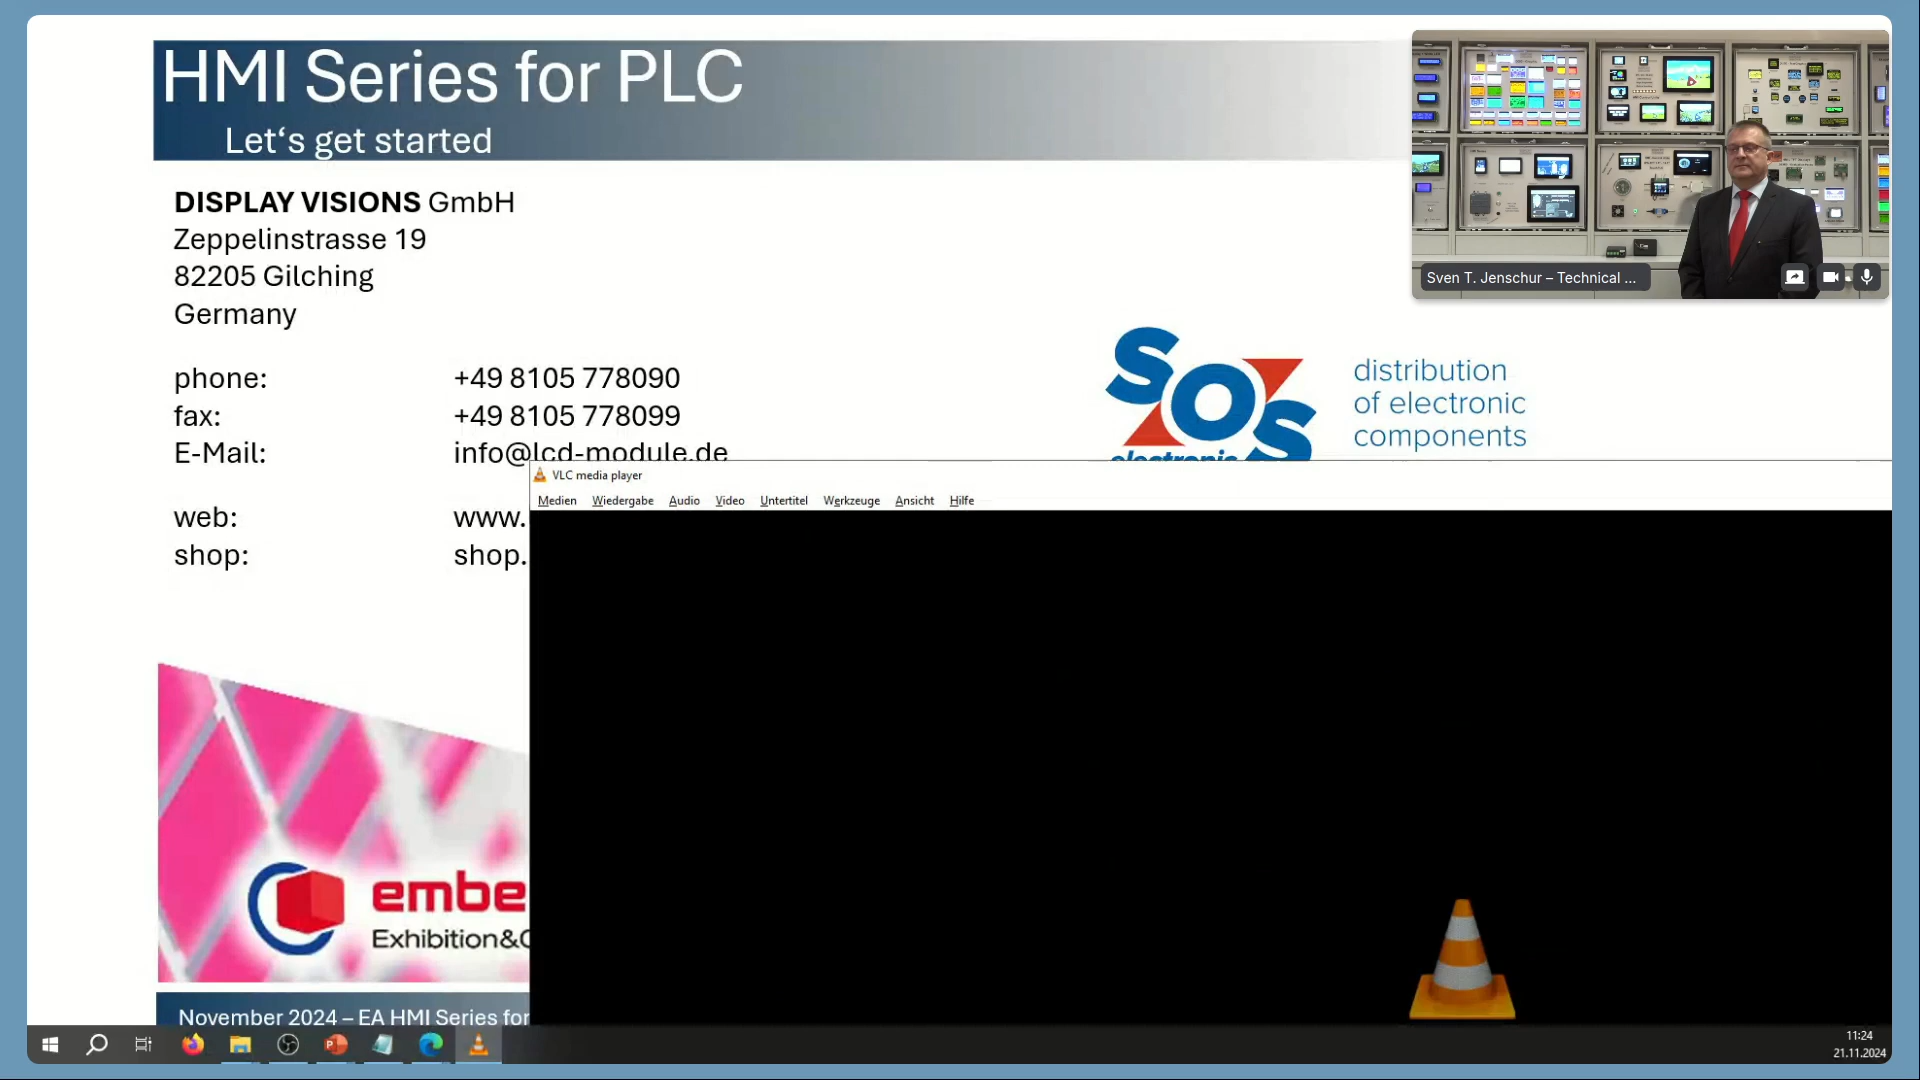 HMI Series for PLC
Let‘s get started
DISPLAY VISIONS GmbH
Zeppelinstrasse 19
82205 Gilching
Germany
phone: +49 8105 778090
fax: +49 8105 778099
E-Mail: info@lcd-module.de
web: www.
shop: shop.
Sven T. Jenschur – Technical ...
SOS
electronic
distribution
of electronic
components
VLC media player
Medien Wiedergabe Audio Video Untertitel Werkzeuge Ansicht Hilfe
embe
Exhibition&C
November 2024 – EA HMI Series for
11:24
21.11.2024